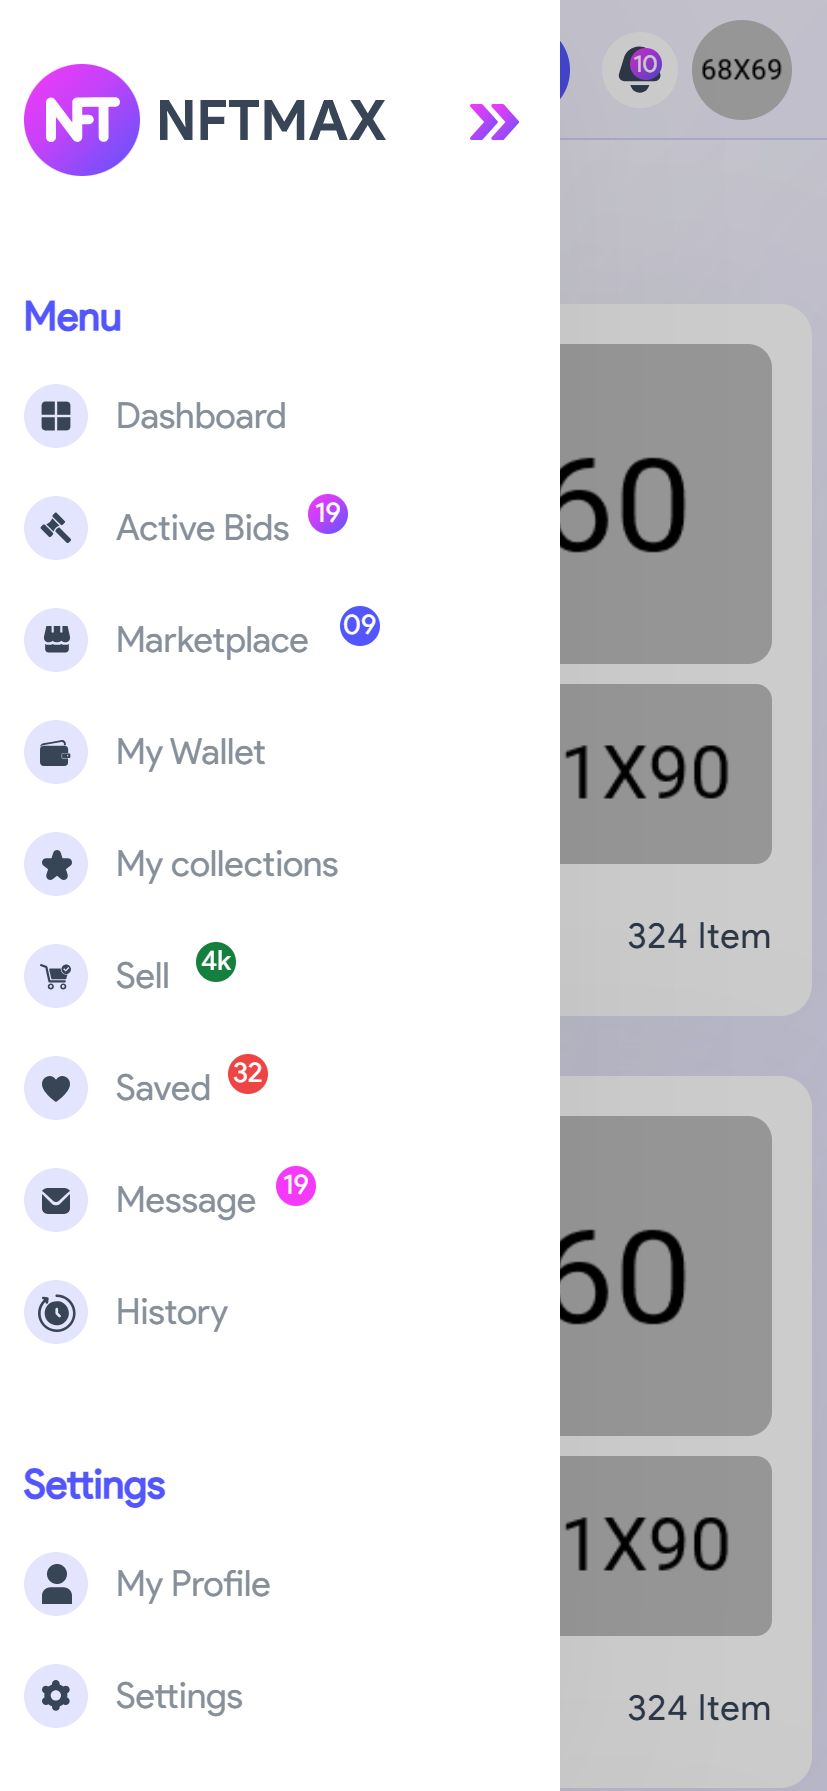 NFT NFTMAX
10
68X69
Menu
Dashboard
Active Bids 19
Marketplace 09
My Wallet
My collections
Sell 4k
Saved 32
Message 19
History
Settings
My Profile
Settings
60
1X90
324 Item
60
1X90
324 Item